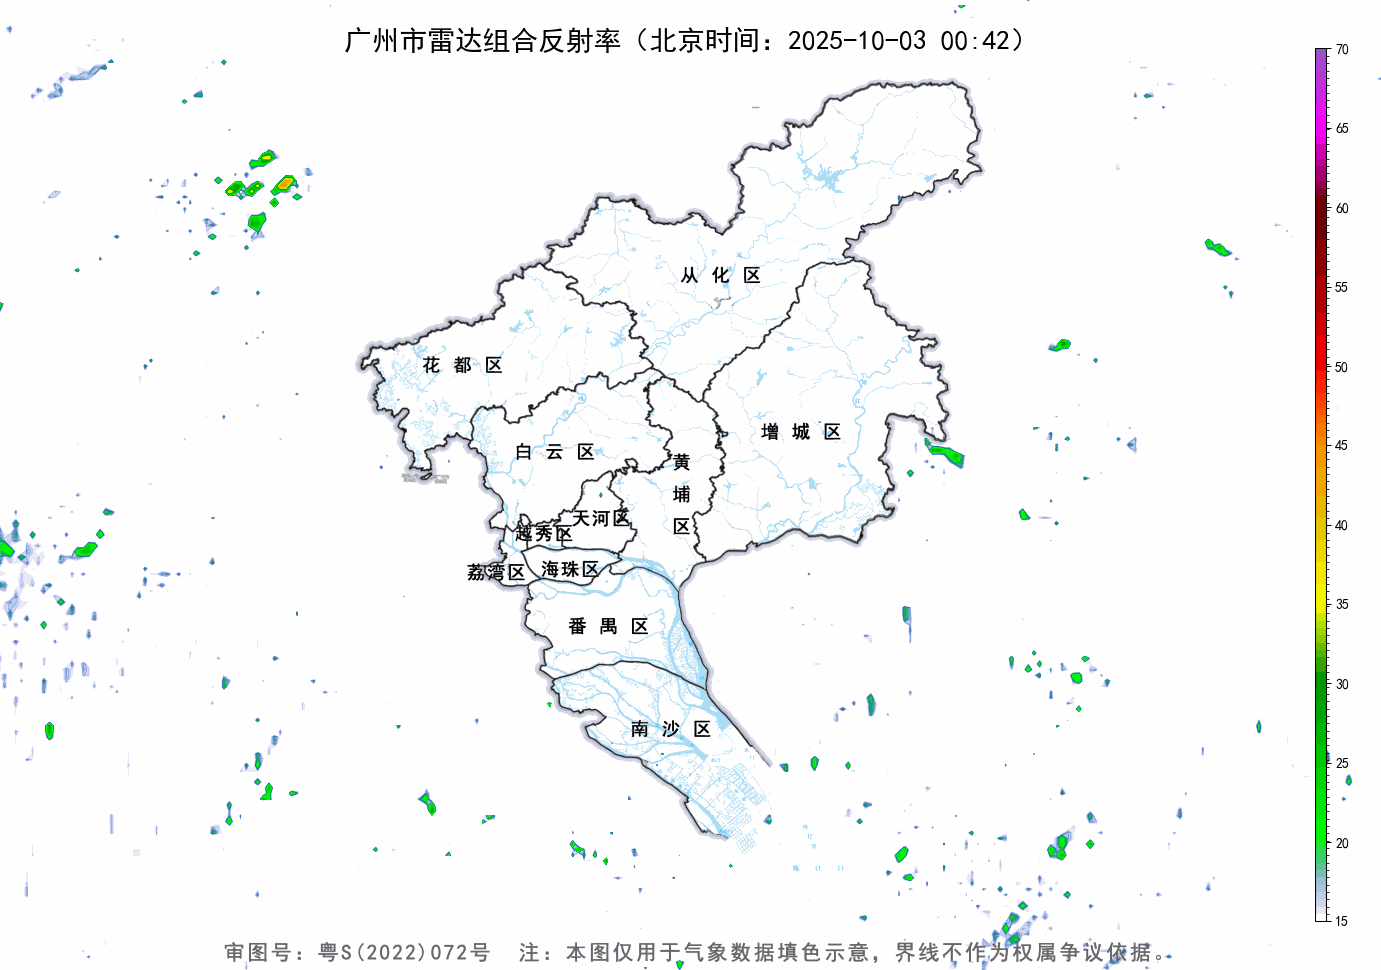 广州市雷达组合反射率（北京时间：2025-10-03 00:42）
70
65
60
55
50
45
40
35
30
25
20
15
从化区
花都区
增城区
白云区
黄埔区
天河区
越秀区
荔湾区
海珠区
番禺区
南沙区
审图号：粤S(2022)072号 注：本图仅用于气象数据填色示意，界线不作为权属争议依据。